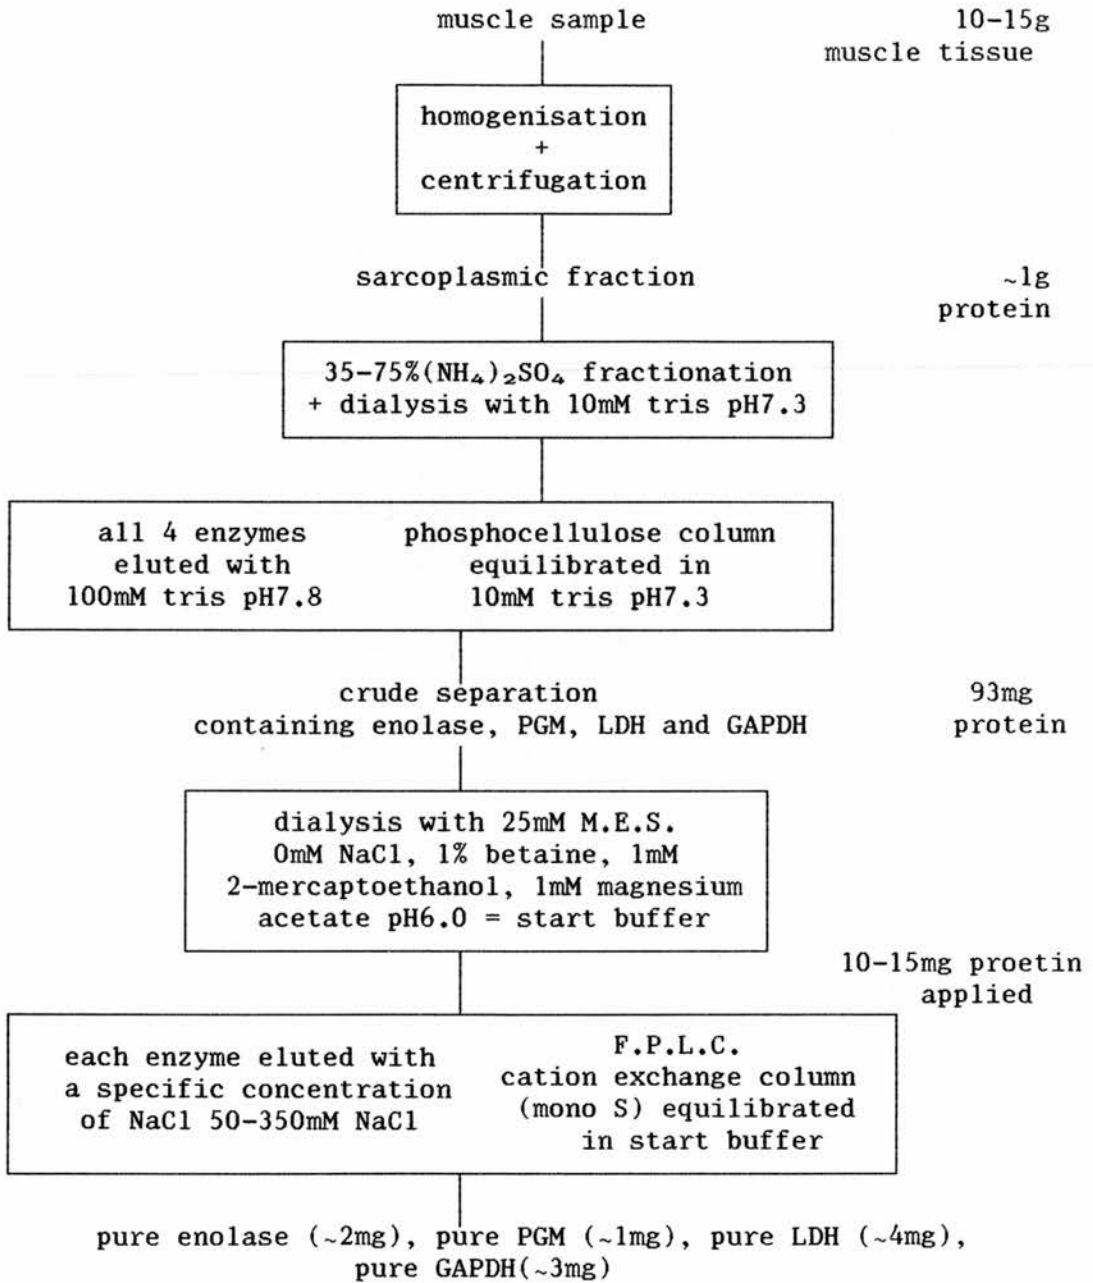 muscle sample
10-15g
muscle tissue
homogenisation
+
centrifugation
sarcoplasmic fraction
~1g
protein
35-75%(NH₄)₂SO₄ fractionation
+ dialysis with 10mM tris pH7.3
all 4 enzymes
eluted with
100mM tris pH7.8
phosphocellulose column
equilibrated in
10mM tris pH7.3
crude separation
containing enolase, PGM, LDH and GAPDH
93mg
protein
dialysis with 25mM M.E.S.
0mM NaCl, 1% betaine, 1mM
2-mercaptoethanol, 1mM magnesium
acetate pH6.0 = start buffer
10-15mg proetin
applied
each enzyme eluted with
a specific concentration
of NaCl 50-350mM NaCl
F.P.L.C.
cation exchange column
(mono S) equilibrated
in start buffer
pure enolase (~2mg), pure PGM (~1mg), pure LDH (~4mg),
pure GAPDH(~3mg)